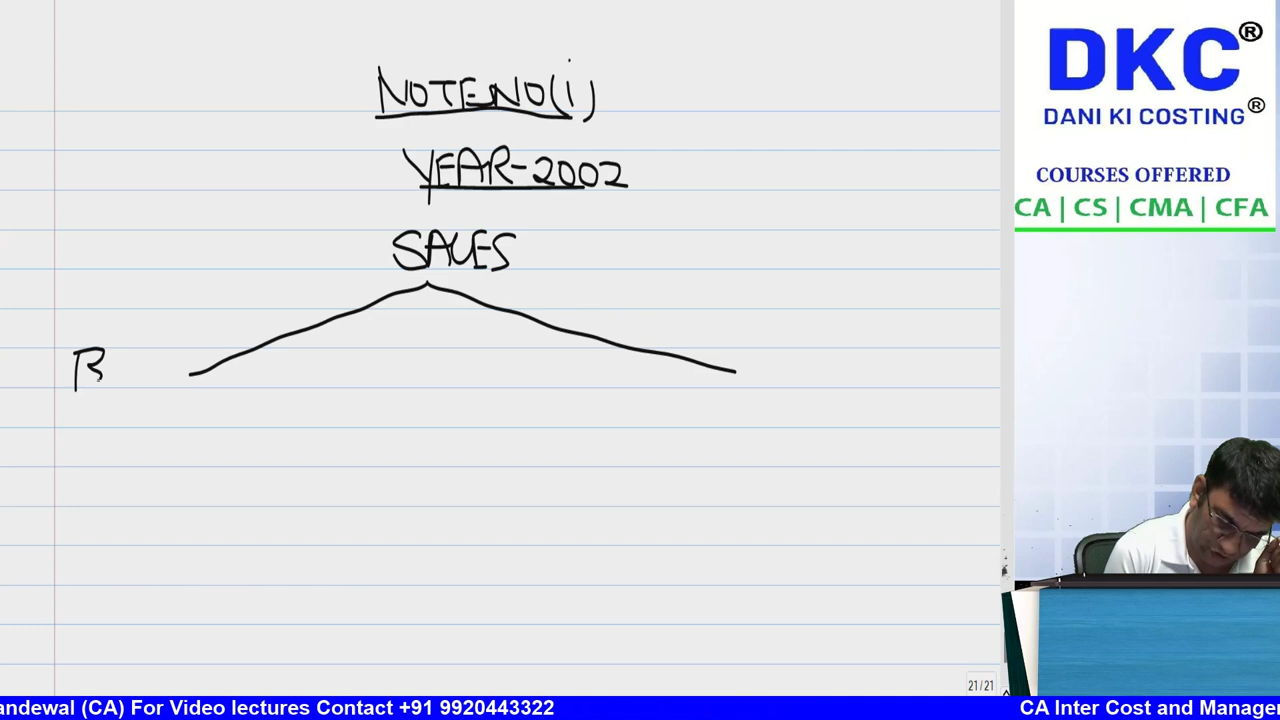 NOTE NO(i)
YEAR-2002
SALES
B
DKC®
DANI KI COSTING®
COURSES OFFERED
CA | CS | CMA | CFA
21/21
andewal (CA) For Video lectures Contact +91 9920443322
CA Inter Cost and Manager